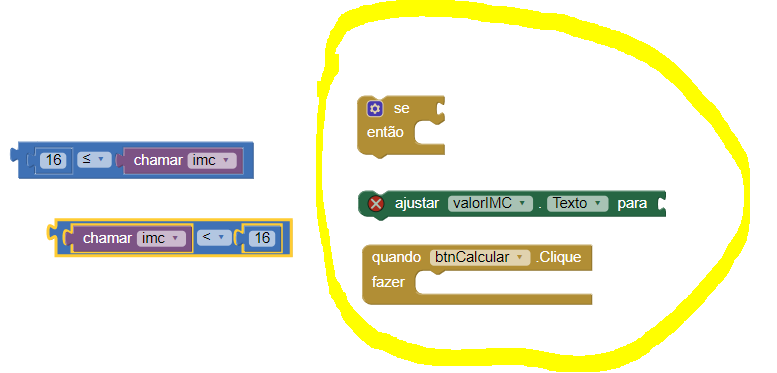 se
então
16 ≤ chamar imc
ajustar valorIMC . Texto para
chamar imc < 16
quando btnCalcular .Clique
fazer